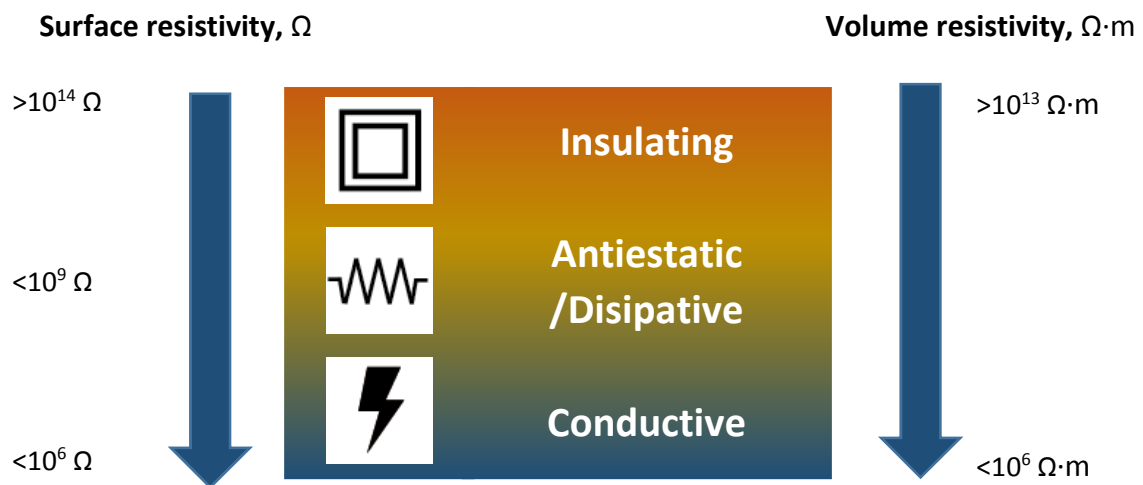 Surface resistivity, Ω
Volume resistivity, Ω·m
>10¹⁴ Ω
>10¹³ Ω·m
Insulating
<10⁹ Ω
Antiestatic
/Disipative
Conductive
<10⁶ Ω
<10⁶ Ω·m